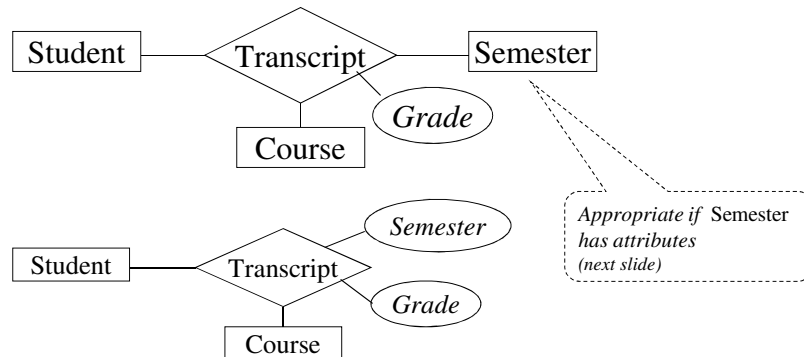 Student
Transcript
Semester
Grade
Course
Appropriate if Semester
has attributes
(next slide)
Semester
Student
Transcript
Grade
Course